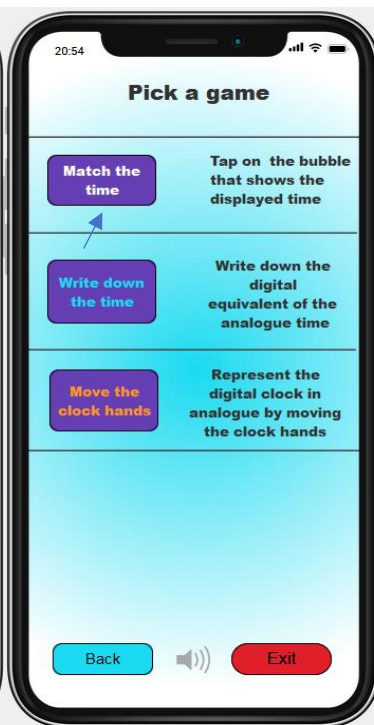 20:54
Pick a game
Match the
time
Tap on the bubble
that shows the
displayed time
Write down
the time
Write down the
digital
equivalent of the
analogue time
Move the
clock hands
Represent the
digital clock in
analogue by moving
the clock hands
Back
Exit